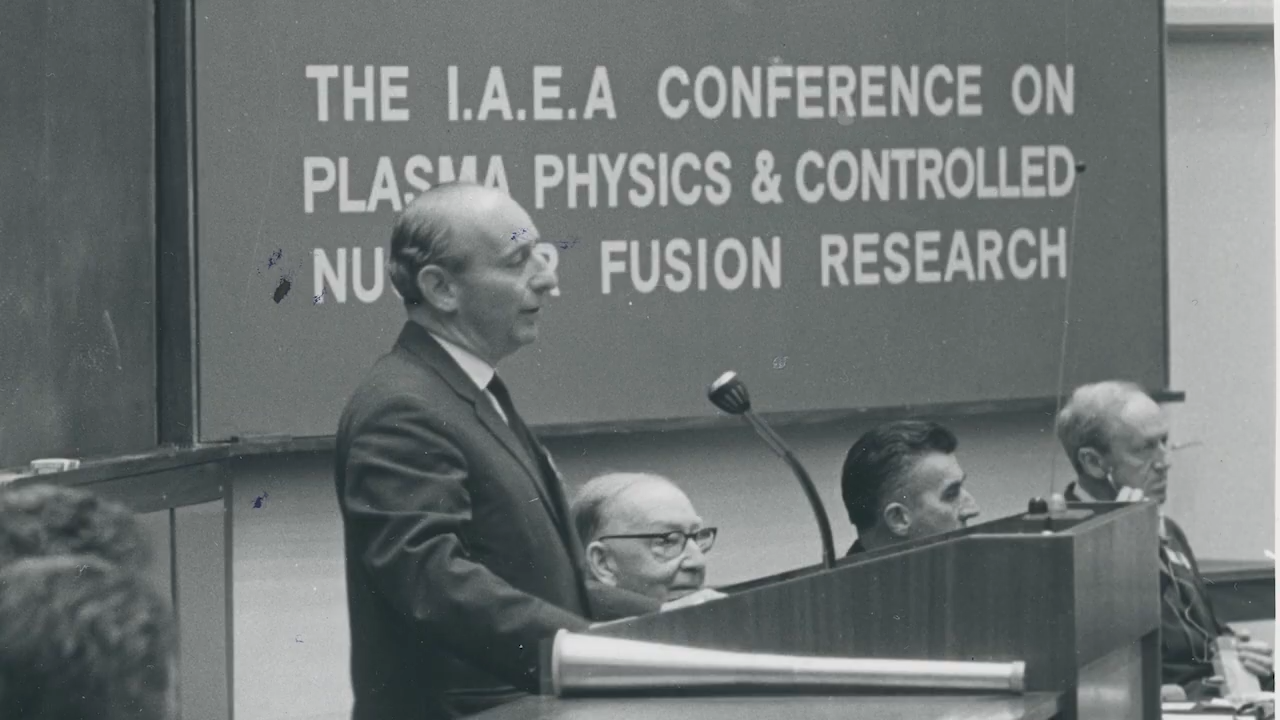 THE I.A.E.A CONFERENCE ON
PLASMA PHYSICS & CONTROLLED
FUSION RESEARCH